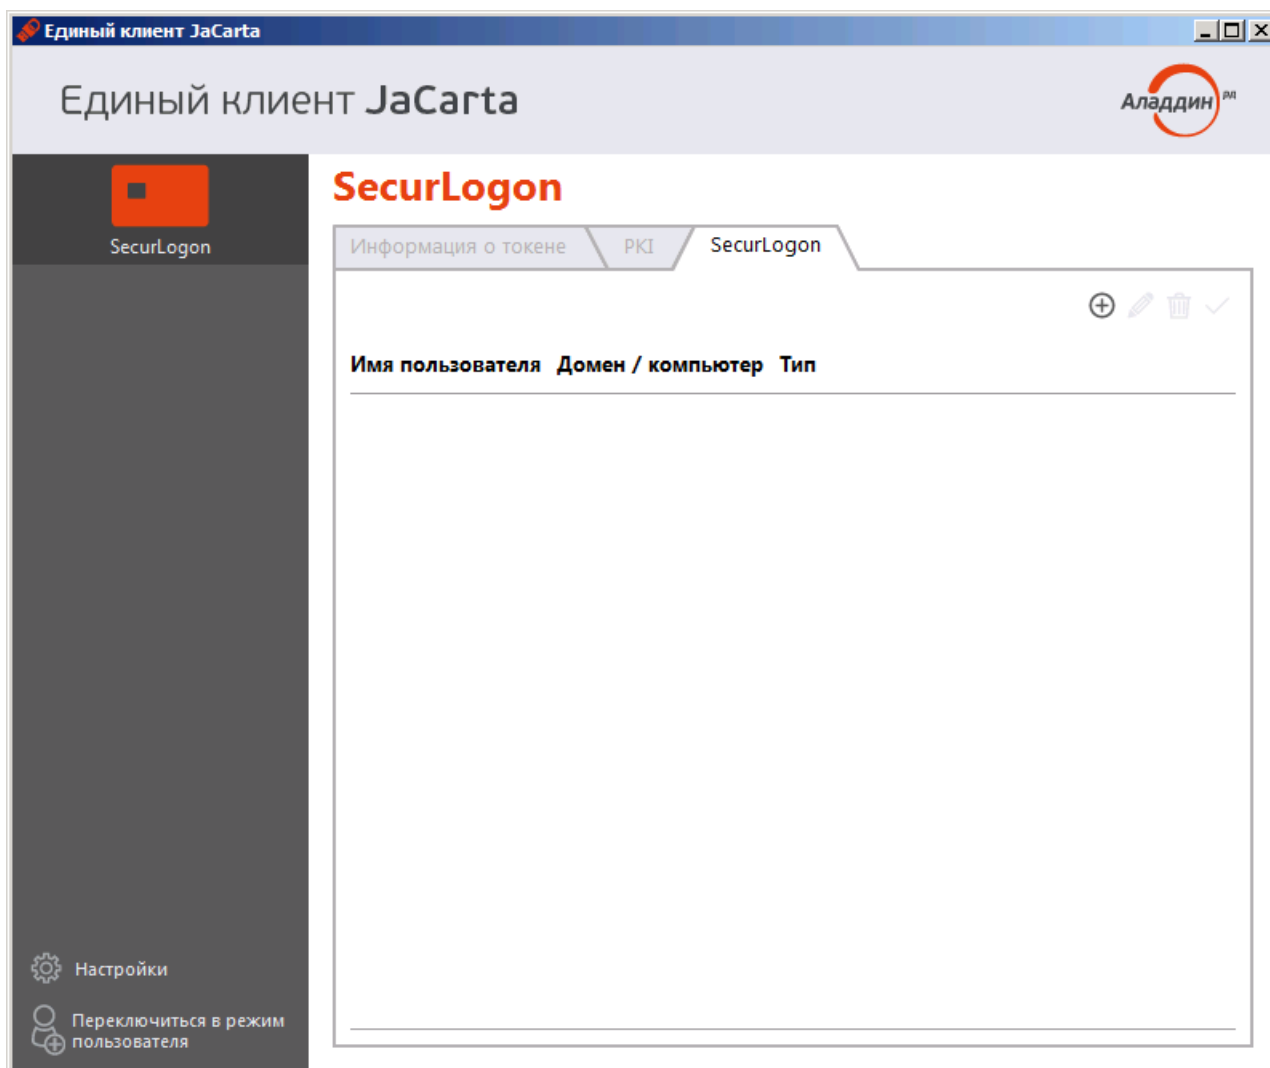 Единый клиент JaCarta
Единый клиент JaCarta
Аладдин РД
SecurLogon
SecurLogon
Информация о токене PKI SecurLogon
Имя пользователя Домен / компьютер Тип
Настройки
Переключиться в режим
пользователя